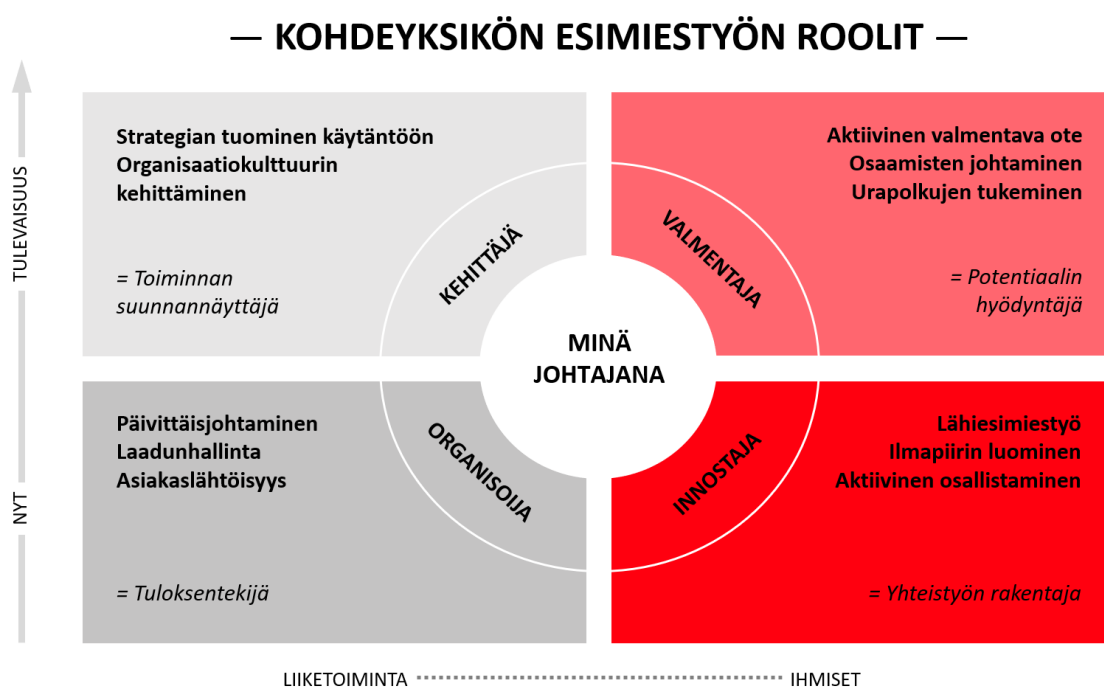 — KOHDEYKSIKÖN ESIMIESTYÖN ROOLIT —
TULEVAISUUS
NYT
Strategian tuominen käytäntöön
Organisaatiokulttuurin
kehittäminen
= Toiminnan
suunnannäyttäjä
KEHITTÄJÄ
Aktiivinen valmentava ote
Osaamisten johtaminen
Urapolkujen tukeminen
= Potentiaalin
hyödyntäjä
VALMENTAJA
MINÄ
JOHTAJANA
Päivittäisjohtaminen
Laadunhallinta
Asiakaslähtöisyys
= Tuloksentekijä
ORGANISOIJA
Lähiesimiestyö
Ilmapiirin luominen
Aktiivinen osallistaminen
= Yhteistyön rakentaja
INNOSTAJA
LIIKETOIMINTA
IHMISET